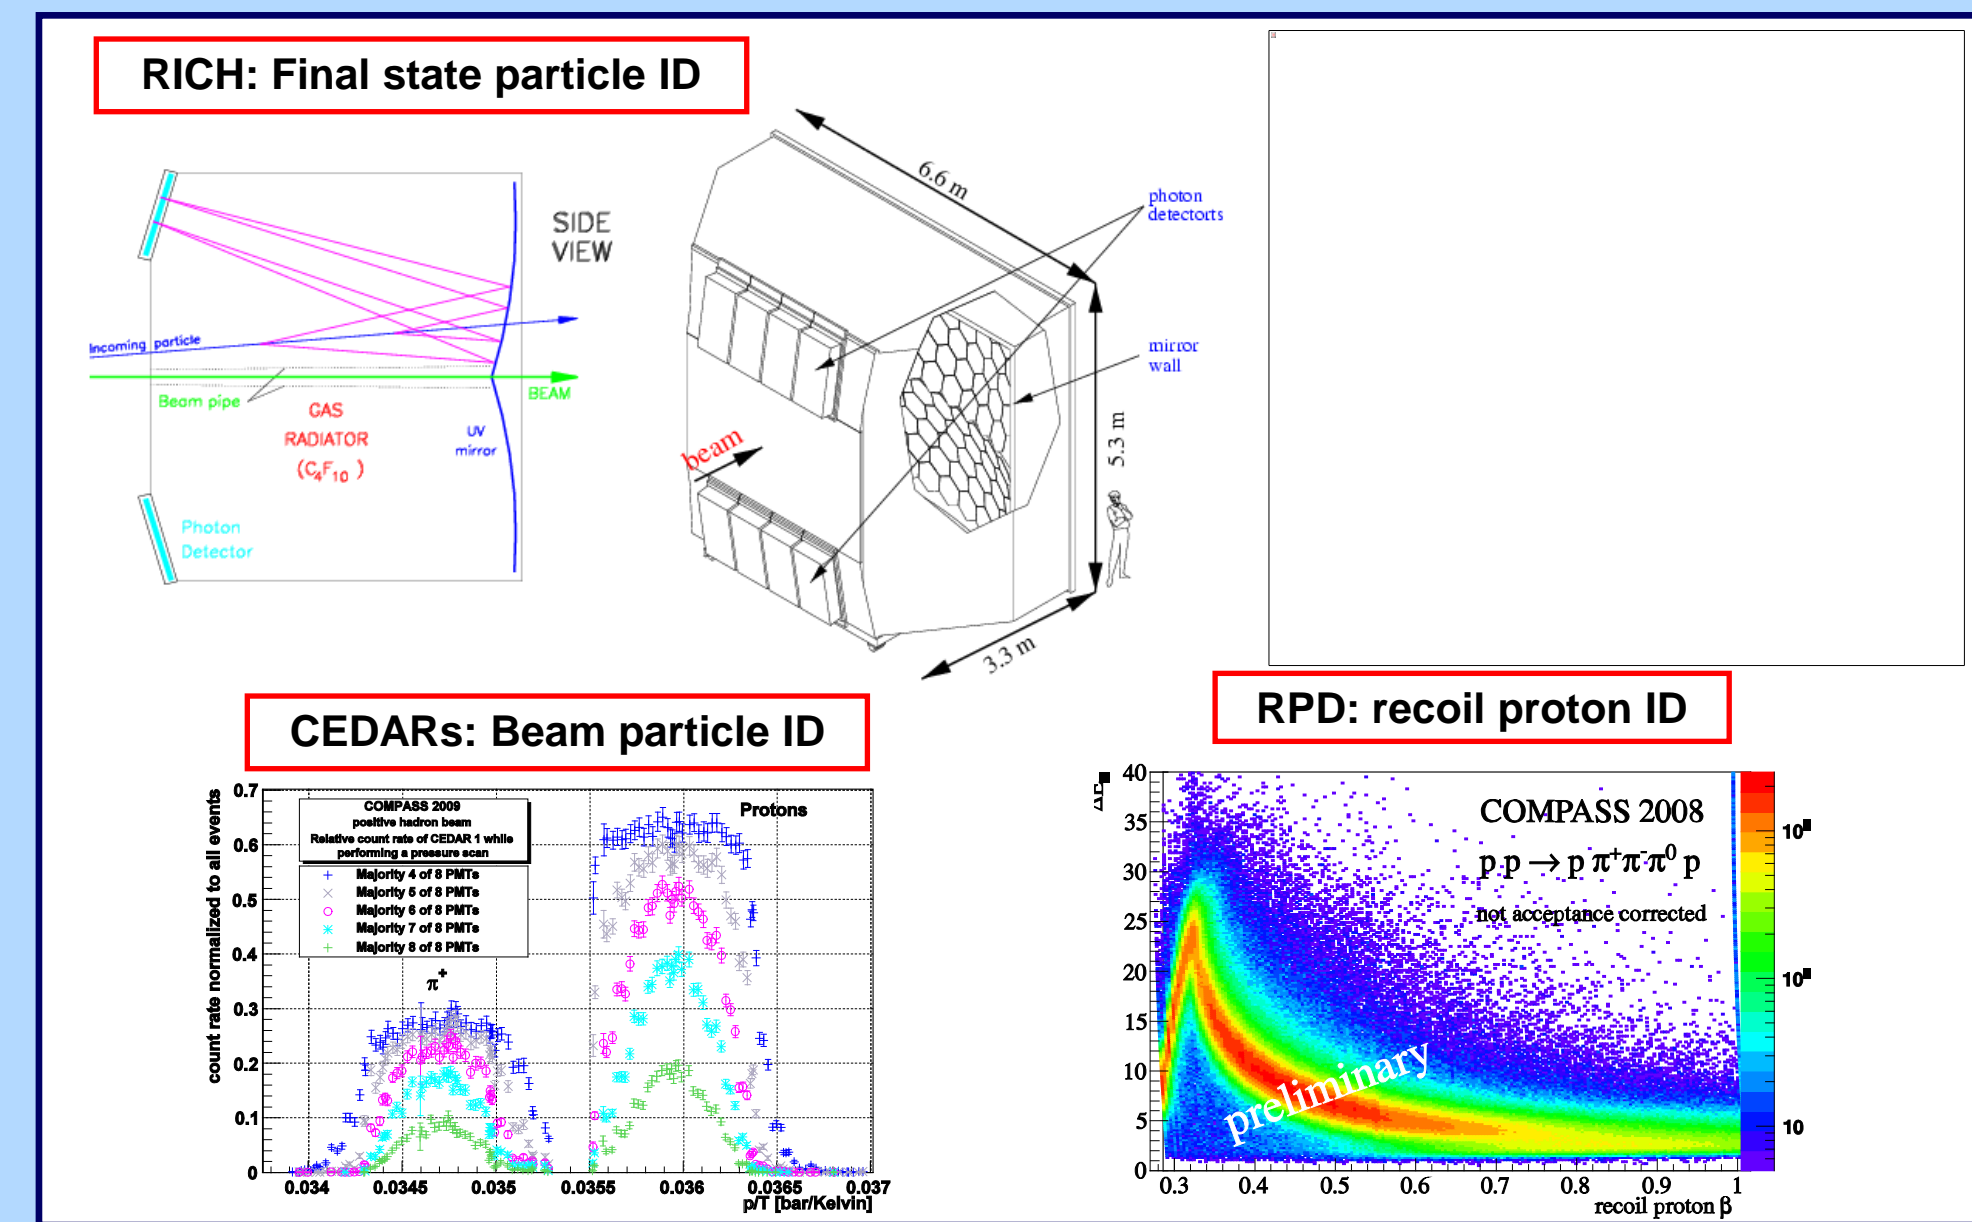 RICH: Final state particle ID
SIDE
VIEW
Incoming particle
Beam pipe
BEAM
GAS
RADIATOR
(C₄F₁₀ )
UV
mirror
Photon
Detector
6.6 m
photon
detectorts
mirror
wall
5.3 m
beam
3.3 m
CEDARs: Beam particle ID
COMPASS 2009
positive hadron beam
Relative count rate of CEDAR 1 while
performing a pressure scan
Majority 4 of 8 PMTs
Majority 5 of 8 PMTs
Majority 6 of 8 PMTs
Majority 7 of 8 PMTs
Majority 8 of 8 PMTs
Protons
π⁺
count rate normalized to all events
0.7
0.6
0.5
0.4
0.3
0.2
0.1
0
0.034 0.0345 0.035 0.0355 0.036 0.0365 0.037
p/T [bar/Kelvin]
RPD: recoil proton ID
COMPASS 2008
p p → p π⁺π⁻π⁰ p
not acceptance corrected
preliminary
40
35
30
25
20
15
10
5
0
0.3 0.4 0.5 0.6 0.7 0.8 0.9 1
recoil proton β
10
10
10